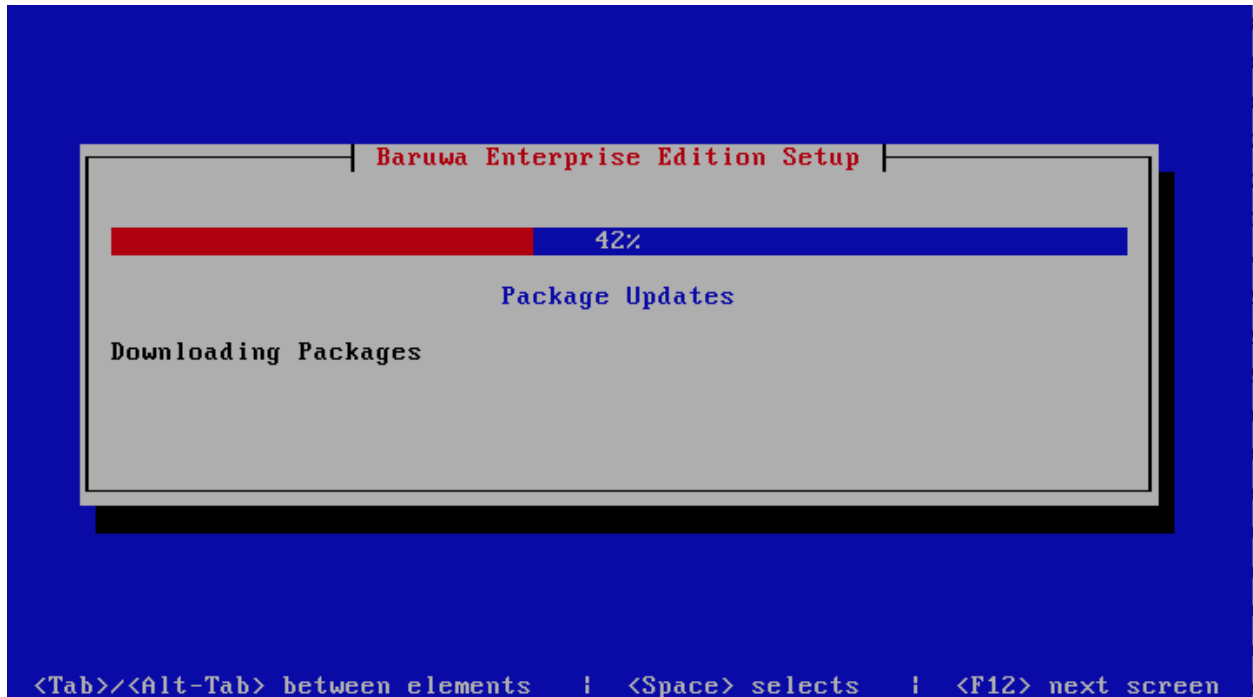 Baruwa Enterprise Edition Setup
42%
Package Updates
Downloading Packages
<Tab>/<Alt-Tab> between elements | <Space> selects | <F12> next screen